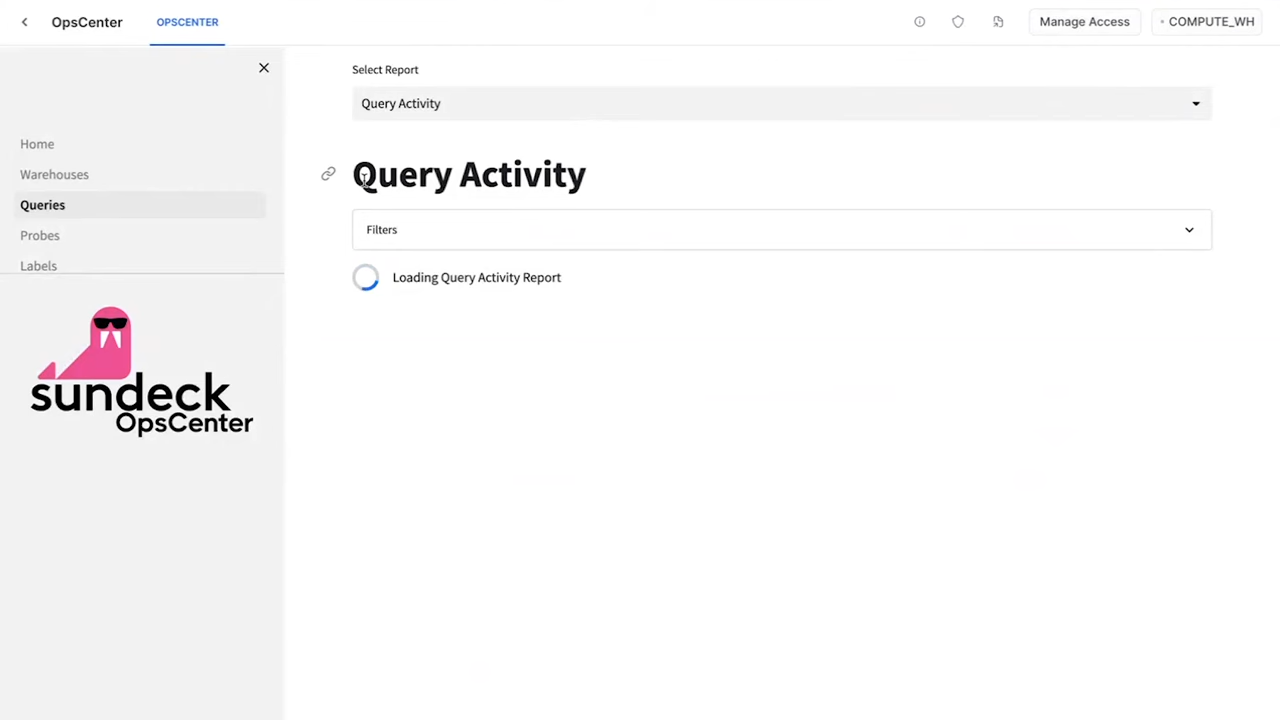 OpsCenter
OPSCENTER
Manage Access
COMPUTE_WH
Select Report
Query Activity
Home
Warehouses
Queries
Probes
Labels
sundeck
OpsCenter
Query Activity
Filters
Loading Query Activity Report